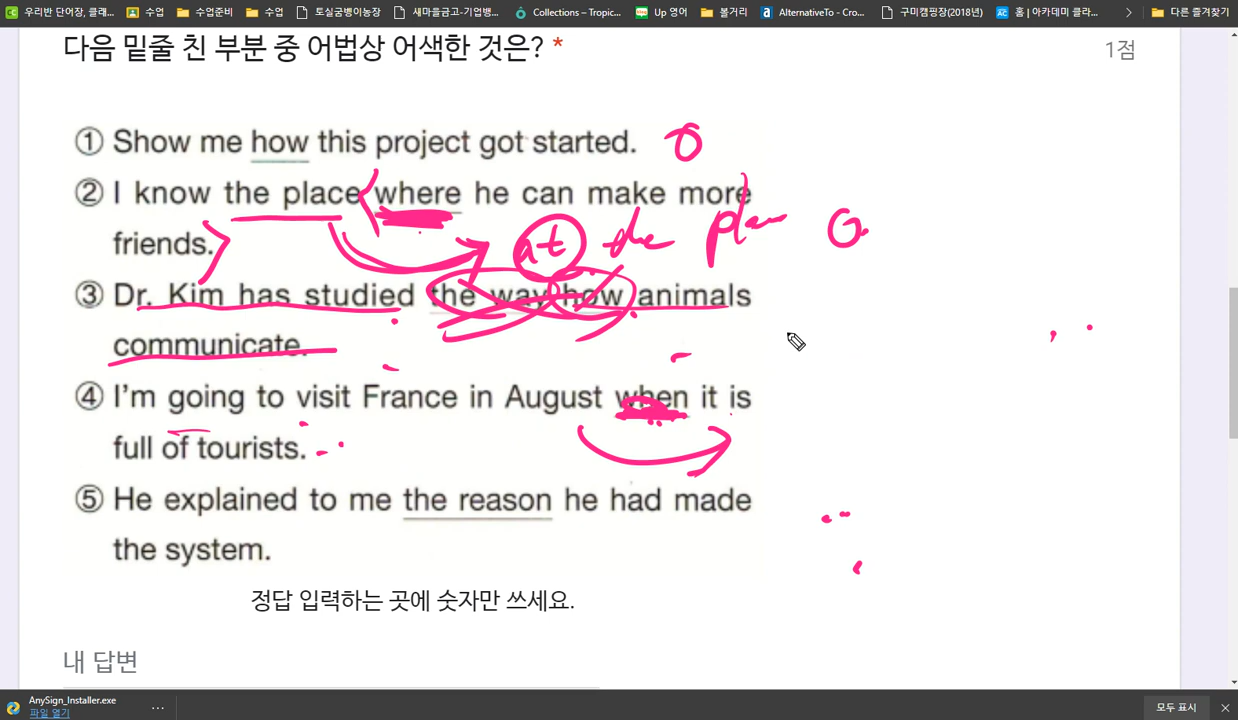 우리반 단어장, 클래... 수업 수업준비 수업 토실굼벵이농장 새마을금고-기업뱅... Collections – Tropic... Up 영어 볼거리 AlternativeTo - Cro... 구미캠핑장(2018년) 홈 | 아카데미 클라... 다른 즐겨찾기
다음 밑줄 친 부분 중 어법상 어색한 것은? *
1점
① Show me how this project got started.
② I know the place where he can make more
friends.
at the place
③ Dr. Kim has studied the way how animals
communicate.
④ I'm going to visit France in August when it is
full of tourists.
⑤ He explained to me the reason he had made
the system.
정답 입력하는 곳에 숫자만 쓰세요.
내 답변
AnySign_Installer.exe
파일 열기
모두 표시